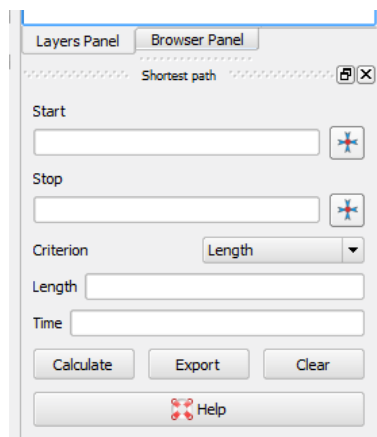 Layers Panel Browser Panel
Shortest path
Start
Stop
Criterion Length
Length
Time
Calculate Export Clear
Help